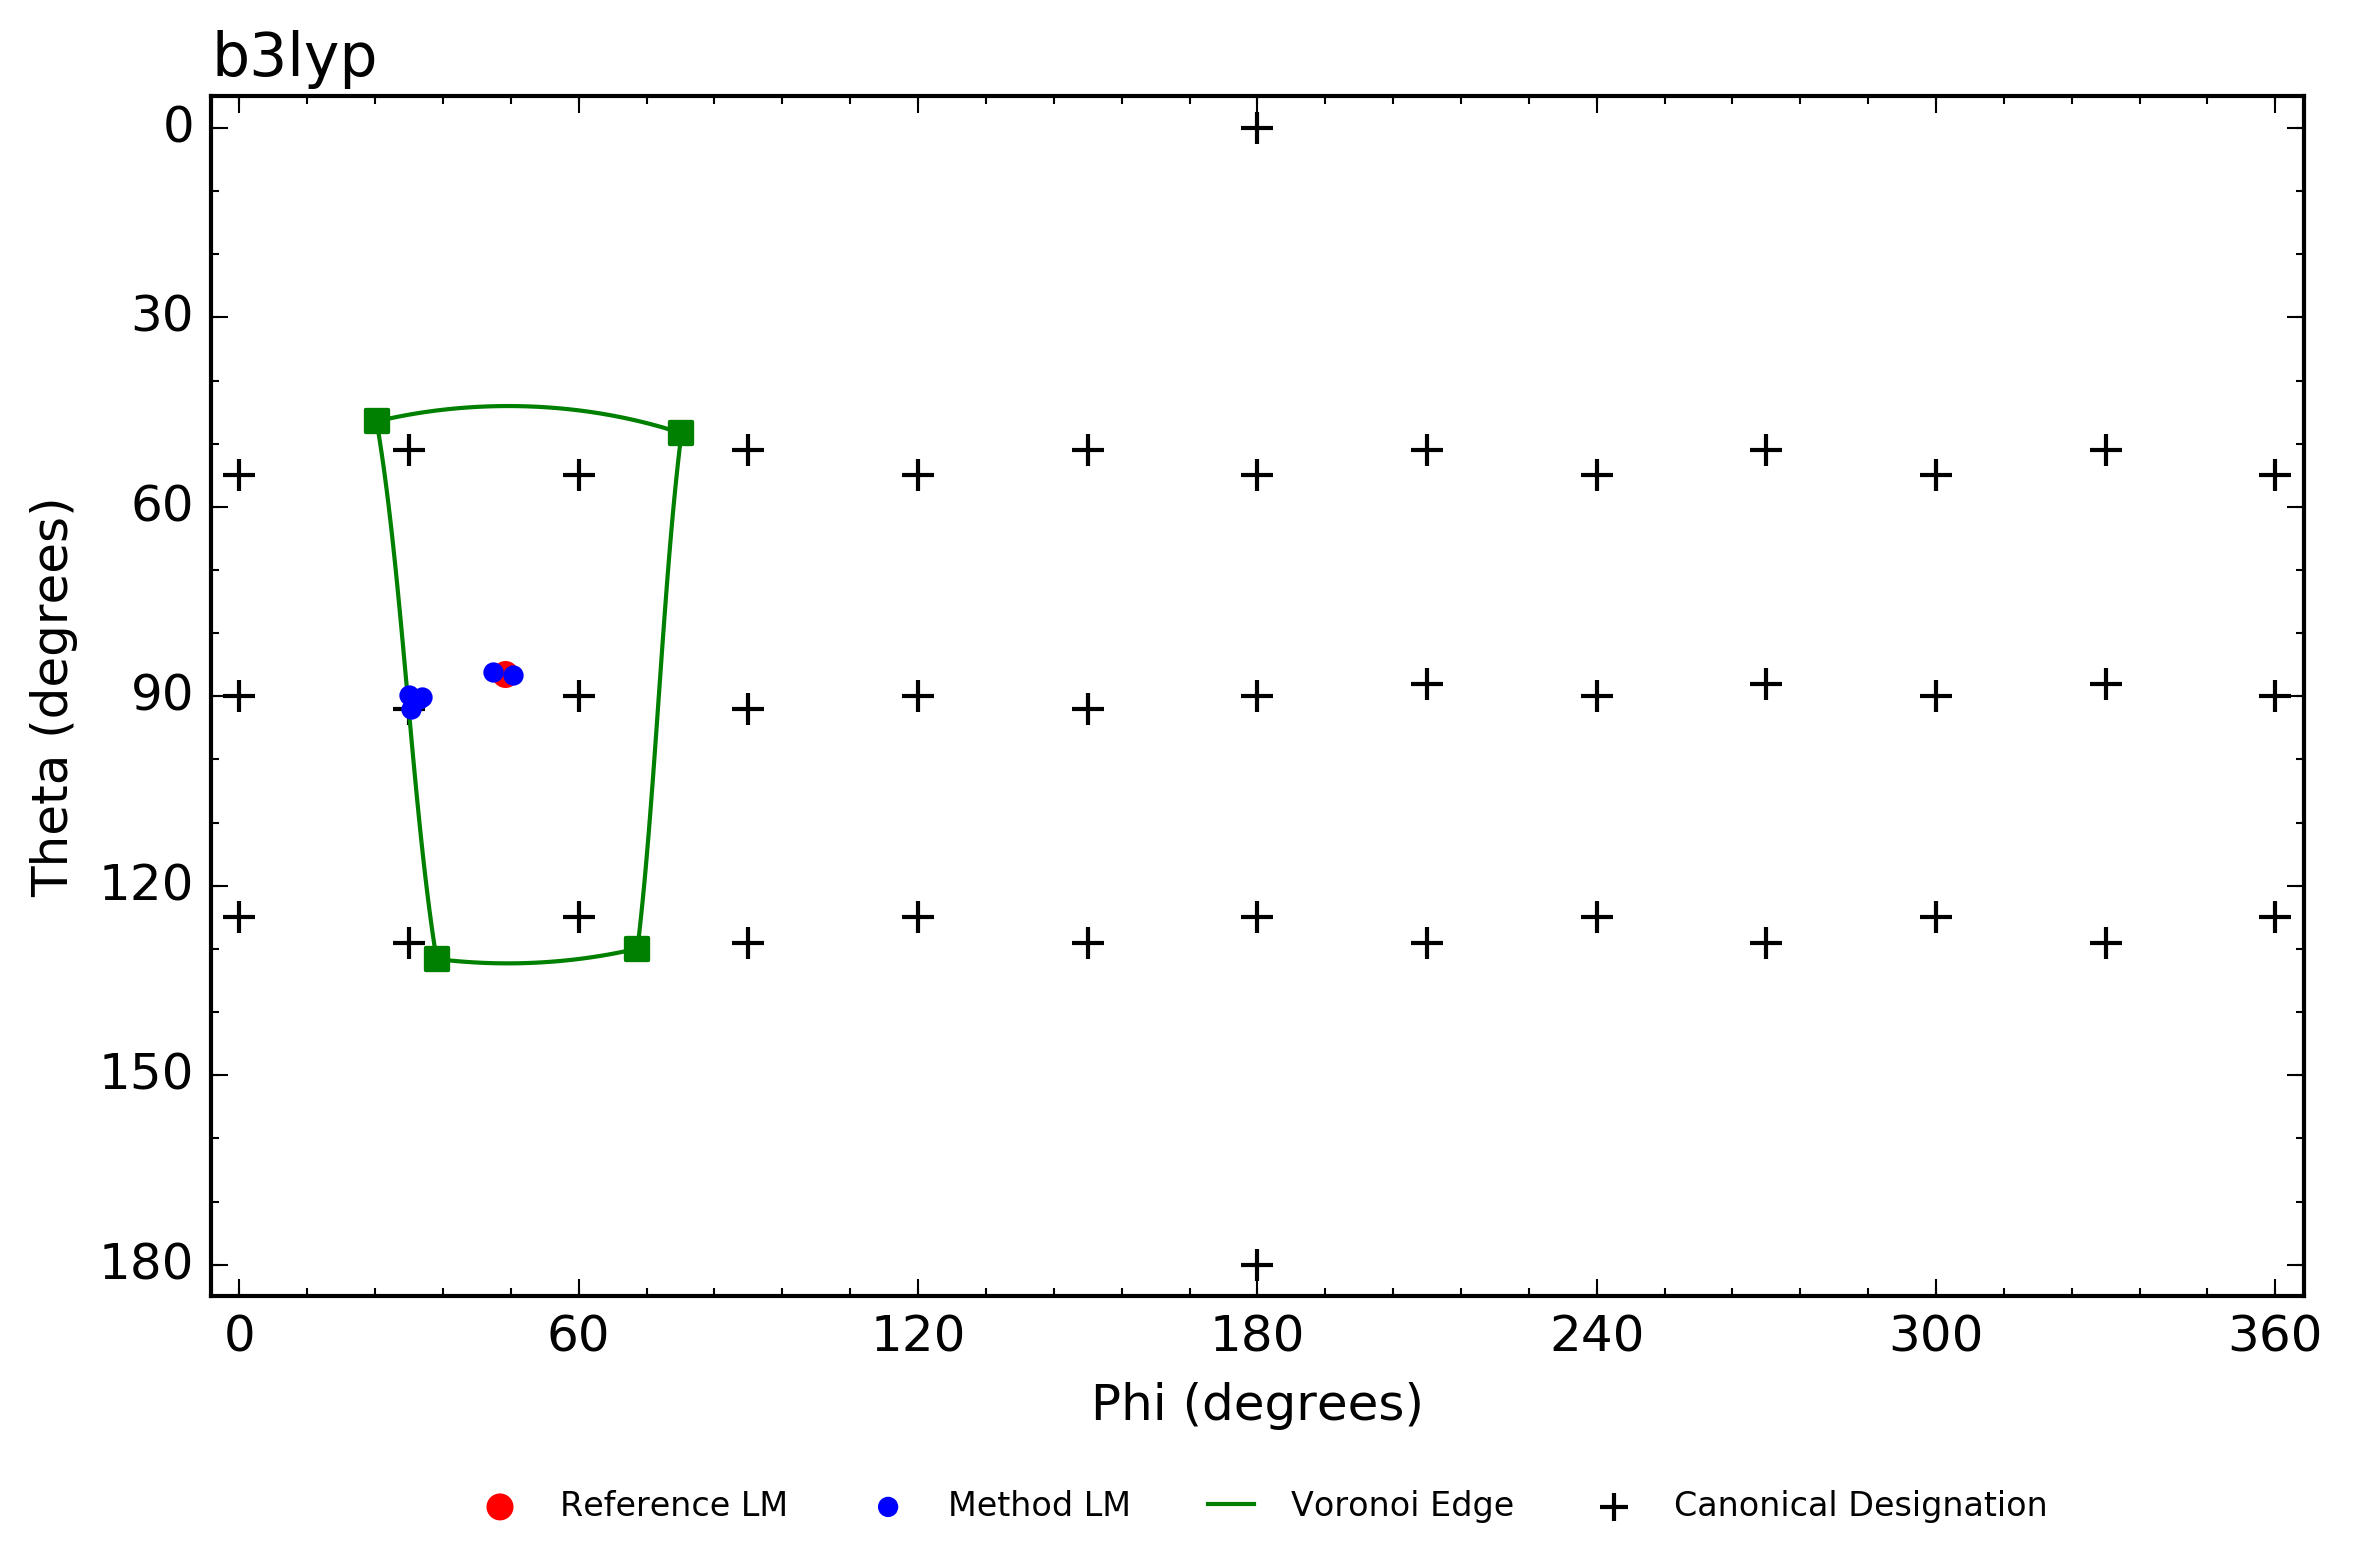 b3lyp
0
30
60
90
120
150
180
Theta (degrees)
0 60 120 180 240 300 360
Phi (degrees)
Reference LM Method LM Voronoi Edge Canonical Designation